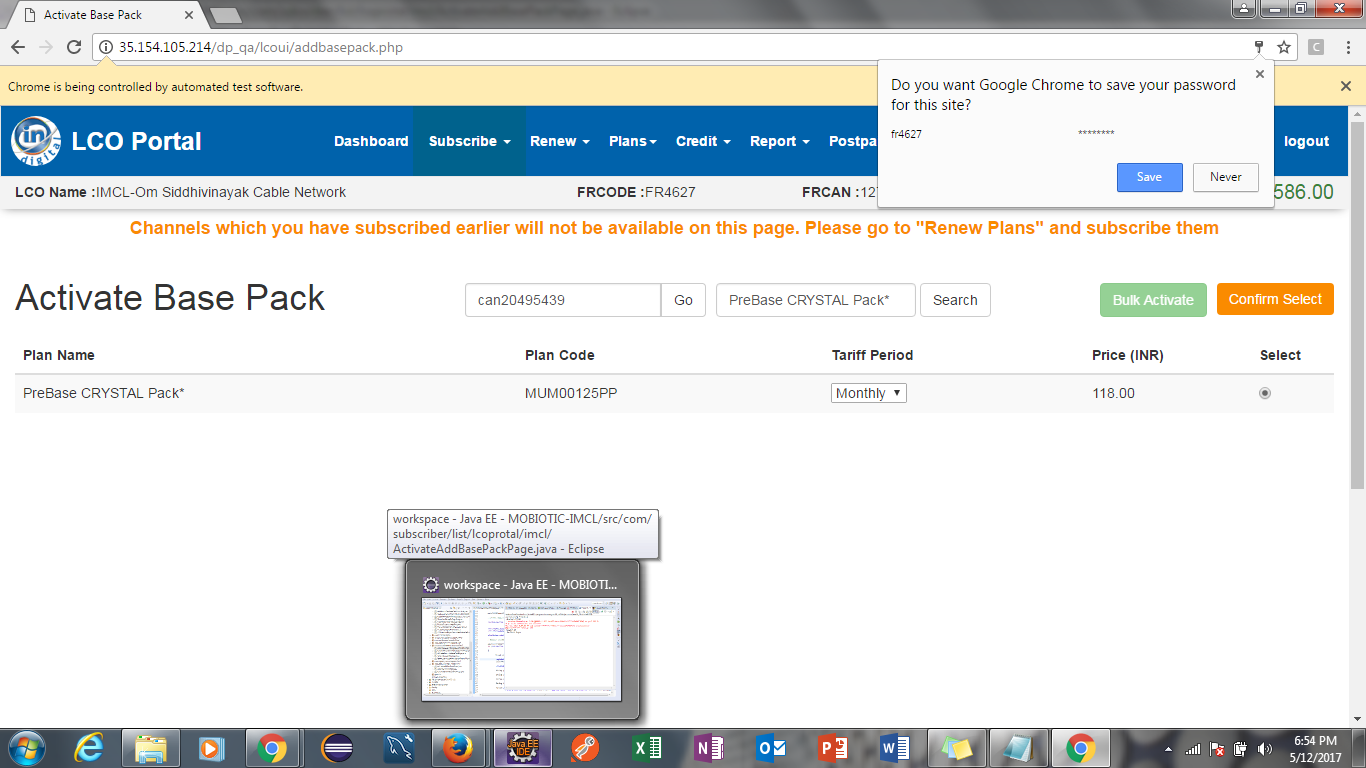 Activate Base Pack
35.154.105.214/dp_qa/lcoui/addbasepack.php
Chrome is being controlled by automated test software.
Do you want Google Chrome to save your password
for this site?
fr4627 ********
Save Never
in digital LCO Portal Dashboard Subscribe Renew Plans Credit Report Postpa logout
LCO Name :IMCL-Om Siddhivinayak Cable Network FRCODE :FR4627 FRCAN :127 586.00
Channels which you have subscribed earlier will not be available on this page. Please go to "Renew Plans" and subscribe them
Activate Base Pack can20495439 Go PreBase CRYSTAL Pack* Search Bulk Activate Confirm Select
Plan Name Plan Code Tariff Period Price (INR) Select
PreBase CRYSTAL Pack* MUM00125PP Monthly 118.00
workspace - Java EE - MOBIOTIC-IMCL/src/com/
subscriber/list/lcoprotal/imcl/
ActivateAddBasePackPage.java - Eclipse
workspace - Java EE - MOBIOTI...
Java EE
IDE
6:54 PM
5/12/2017